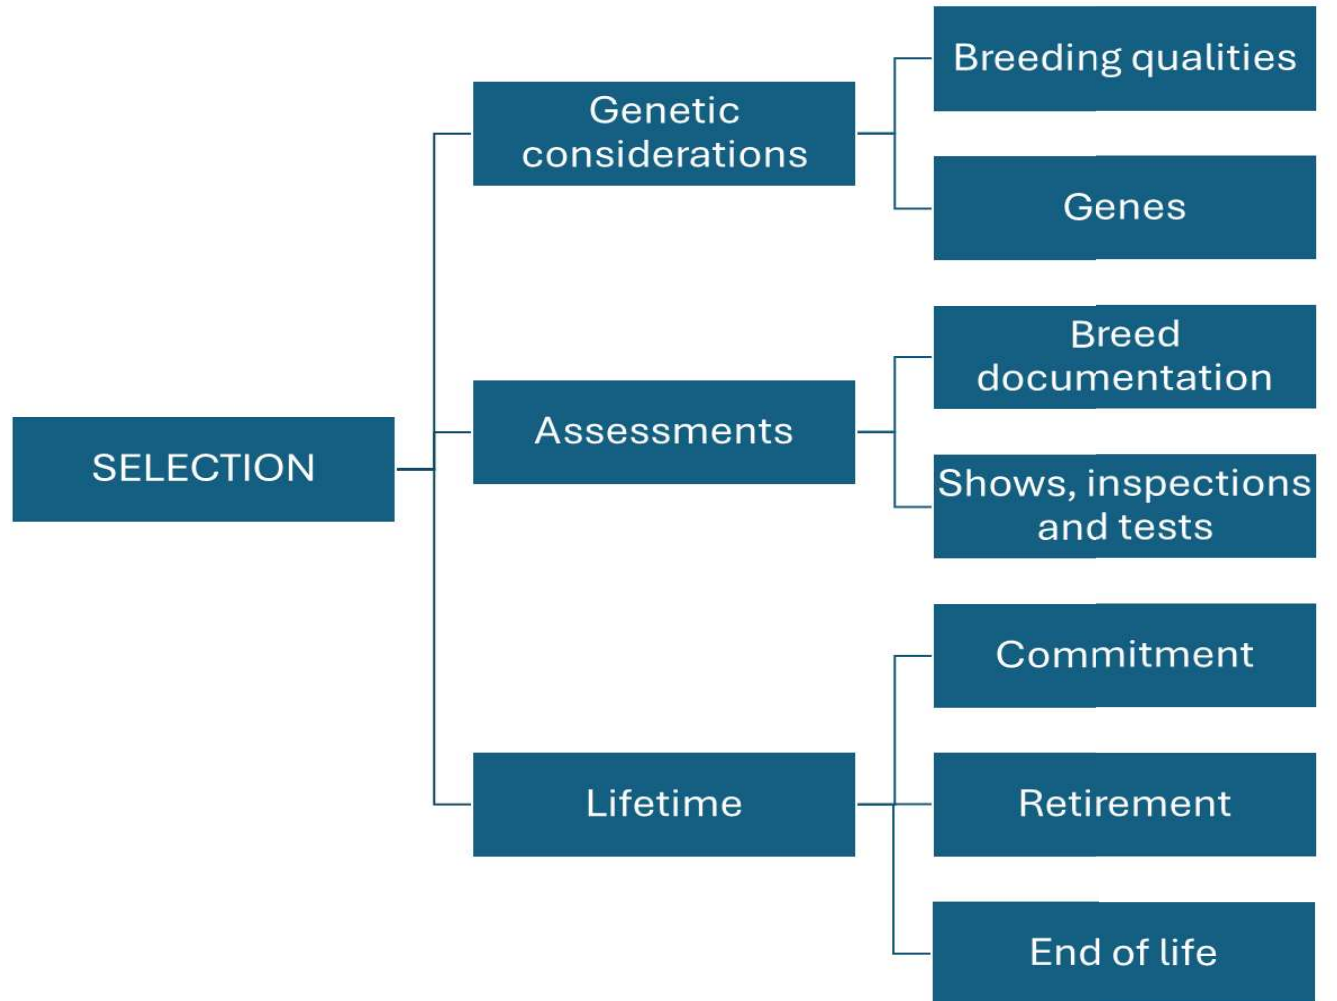 SELECTION
Genetic
considerations
Breeding qualities
Genes
Assessments
Breed
documentation
Shows, inspections
and tests
Lifetime
Commitment
Retirement
End of life